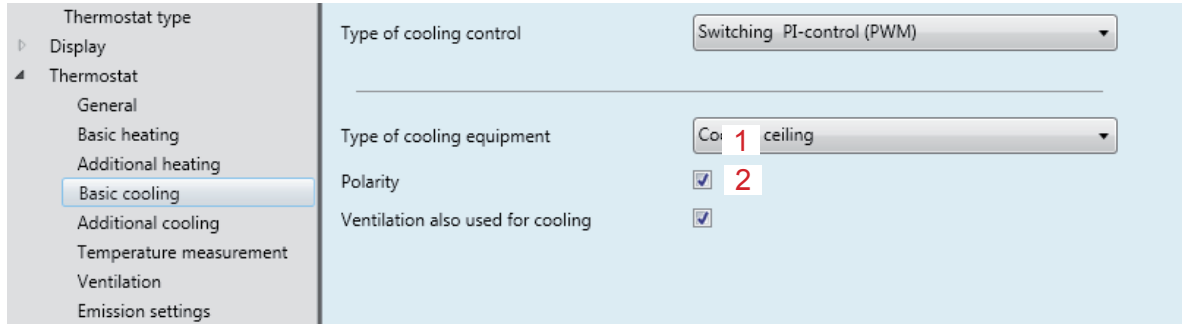 Thermostat type
Display
Thermostat
General
Basic heating
Additional heating
Basic cooling
Additional cooling
Temperature measurement
Ventilation
Emission settings
Type of cooling control
Switching PI-control (PWM)
Type of cooling equipment
1 ceiling
Polarity
2
Ventilation also used for cooling